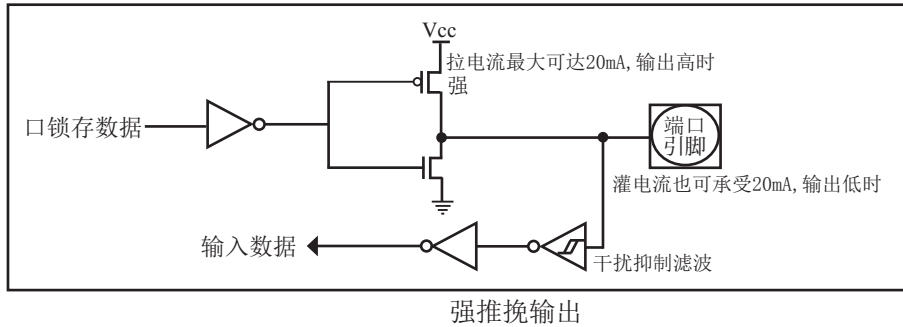 Vcc
拉电流最大可达20mA,输出高时
强
口锁存数据
端口
引脚
灌电流也可承受20mA,输出低时
输入数据
干扰抑制滤波
强推挽输出